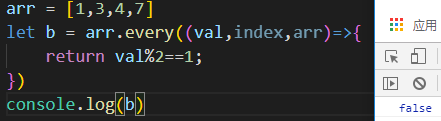 arr = [1,3,4,7]
let b = arr.every((val,index,arr)=>{
    return val%2==1;
})
console.log(b)
应用
false